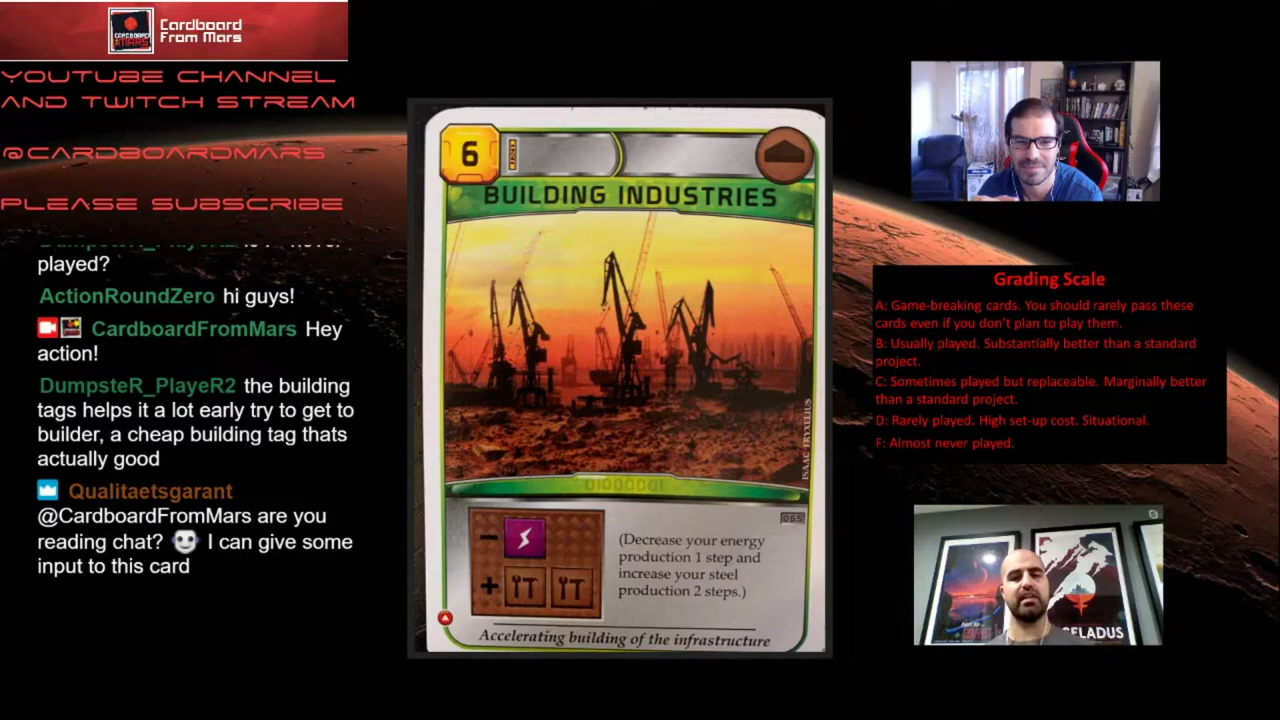 Cardboard
From Mars
YOUTUBE CHANNEL
AND TWITCH STREAM
@CARDBOARDMARS
PLEASE SUBSCRIBE
played?
ActionRoundZero hi guys!
CardboardFromMars Hey
action!
DumpsteR_PlayeR2 the building
tags helps it a lot early try to get to
builder, a cheap building tag thats
actually good
Qualitaetsgarant
@CardboardFromMars are you
reading chat? I can give some
input to this card
6
BUILDING INDUSTRIES
ISAAC FRYXELIUS
065
(Decrease your energy
production 1 step and
increase your steel
production 2 steps.)
Accelerating building of the infrastructure
Grading Scale
A: Game-breaking cards. You should rarely pass these
cards even if you don't plan to play them.
B: Usually played. Substantially better than a standard
project.
C: Sometimes played but replaceable. Marginally better
than a standard project.
D: Rarely played. High set-up cost. Situational.
F: Almost never played.